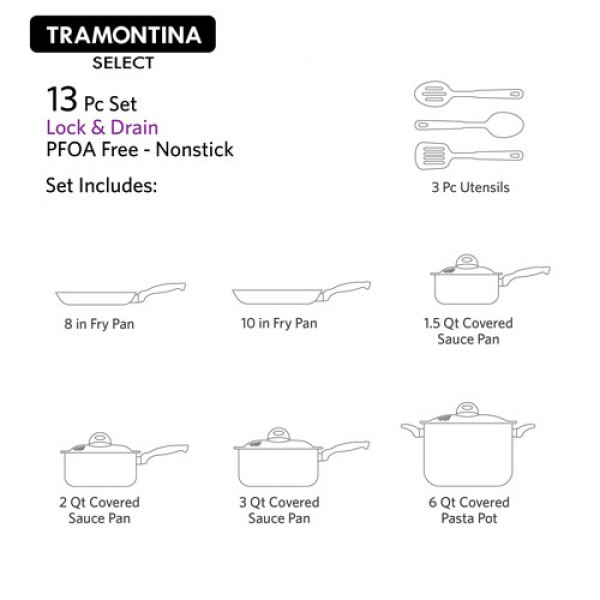 TRAMONTINA
SELECT
13 Pc Set
Lock & Drain
PFOA Free - Nonstick
Set Includes:
3 Pc Utensils
8 in Fry Pan
10 in Fry Pan
1.5 Qt Covered
Sauce Pan
2 Qt Covered
Sauce Pan
3 Qt Covered
Sauce Pan
6 Qt Covered
Pasta Pot